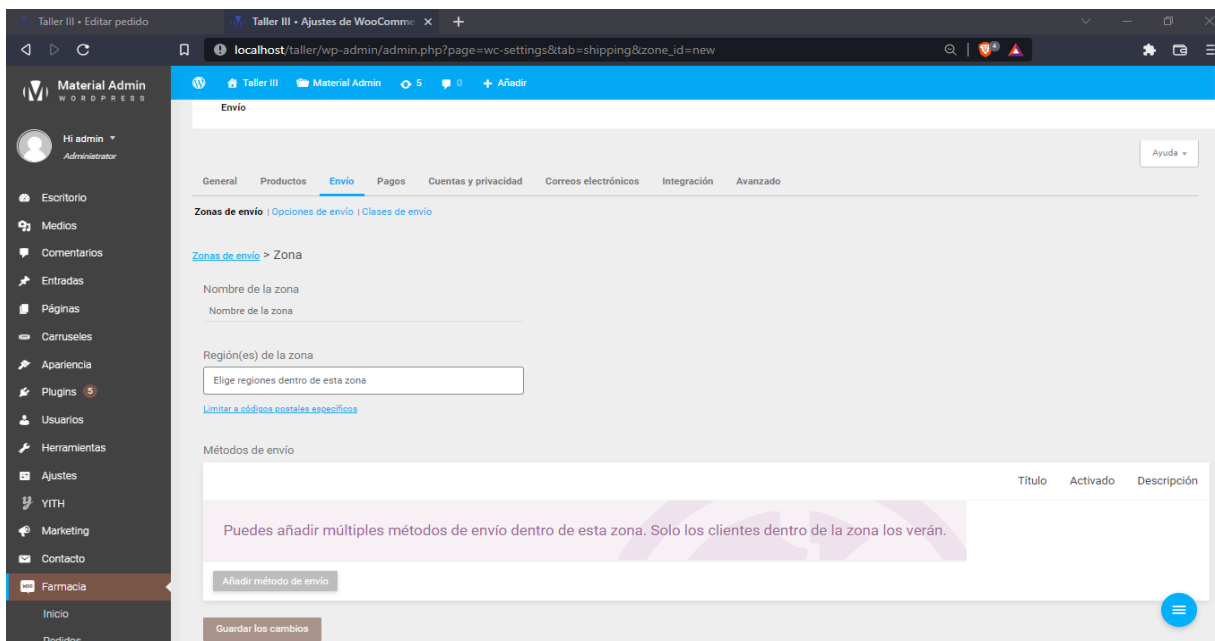 Taller III • Editar pedido
Taller III • Ajustes de WooComme
localhost/taller/wp-admin/admin.php?page=wc-settings&tab=shipping&zone_id=new
Material Admin
WORDPRESS
Taller III
Material Admin
5
0
Añadir
Envío
Hi admin
Administrator
Ayuda
General Productos Envío Pagos Cuentas y privacidad Correos electrónicos Integración Avanzado
Zonas de envío | Opciones de envío | Clases de envío
Escritorio
Medios
Comentarios
Entradas
Páginas
Carruseles
Apariencia
Plugins 5
Usuarios
Herramientas
Ajustes
YITH
Marketing
Contacto
Farmacia
Inicio
Pedidos
Zonas de envío > Zona
Nombre de la zona
Nombre de la zona
Región(es) de la zona
Elige regiones dentro de esta zona
Limitar a códigos postales específicos
Métodos de envío
Título Activado Descripción
Puedes añadir múltiples métodos de envío dentro de esta zona. Solo los clientes dentro de la zona los verán.
Añadir método de envío
Guardar los cambios